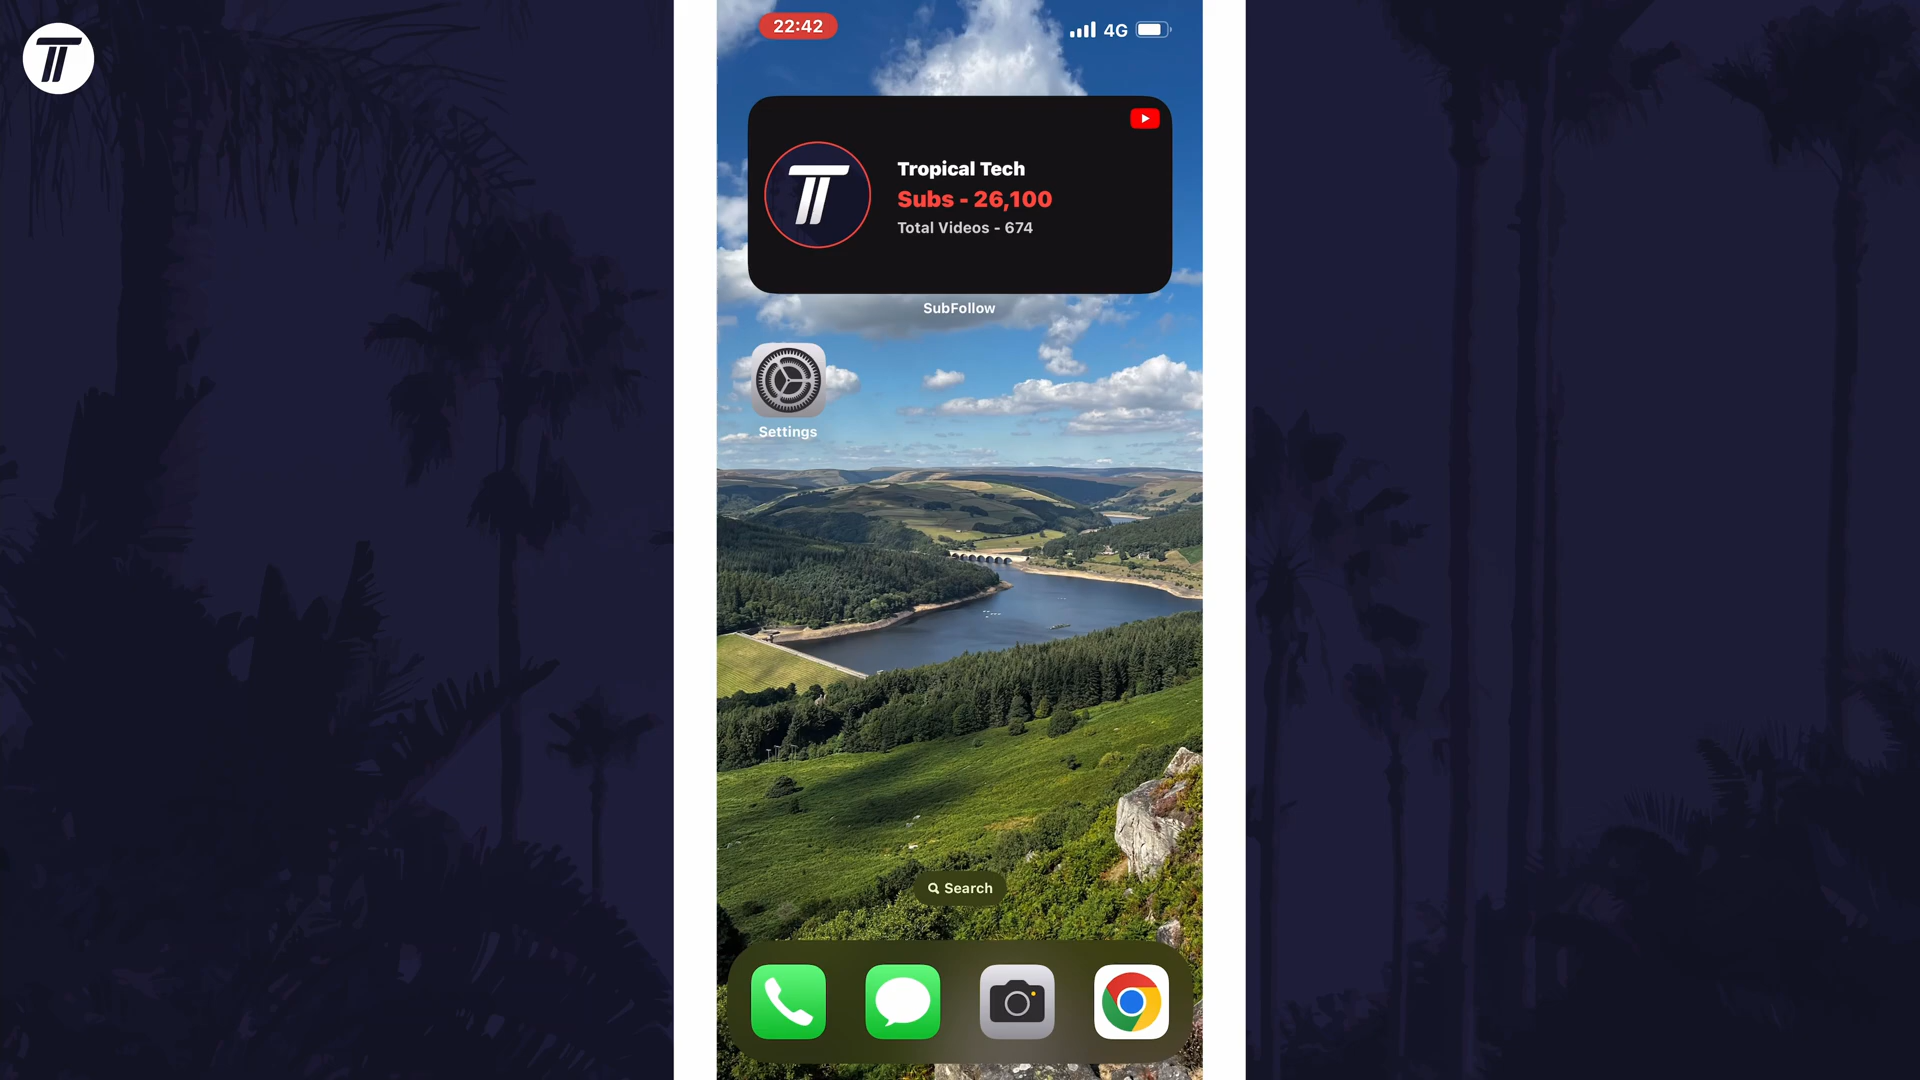 22:42
4G
Tropical Tech
Subs - 26,100
Total Videos - 674
SubFollow
Settings
Search